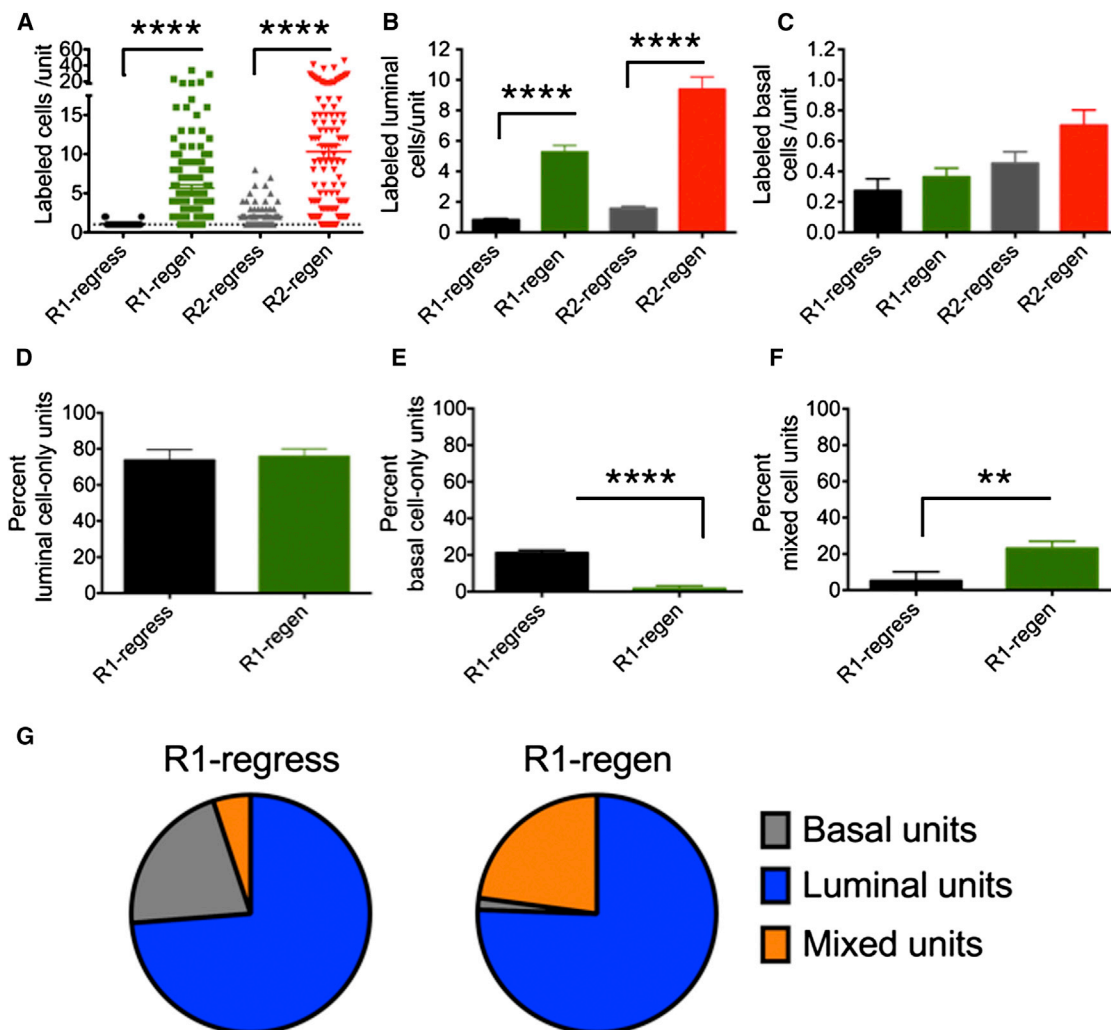 A
Labeled cells /unit
60
40
20
15
10
5
0
****
****
R1-regress
R1-regen
R2-regress
R2-regen
B
Labeled luminal
cells/unit
12
10
8
6
4
2
0
****
****
R1-regress
R1-regen
R2-regress
R2-regen
C
Labeled basal
cells /unit
1.2
1.0
0.8
0.6
0.4
0.2
0.0
R1-regress
R1-regen
R2-regress
R2-regen
D
Percent
luminal cell-only units
100
80
60
40
20
0
R1-regress
R1-regen
E
Percent
basal cell-only units
100
80
60
40
20
0
****
R1-regress
R1-regen
F
Percent
mixed cell units
100
80
60
40
20
0
**
R1-regress
R1-regen
G
R1-regress
R1-regen
Basal units
Luminal units
Mixed units